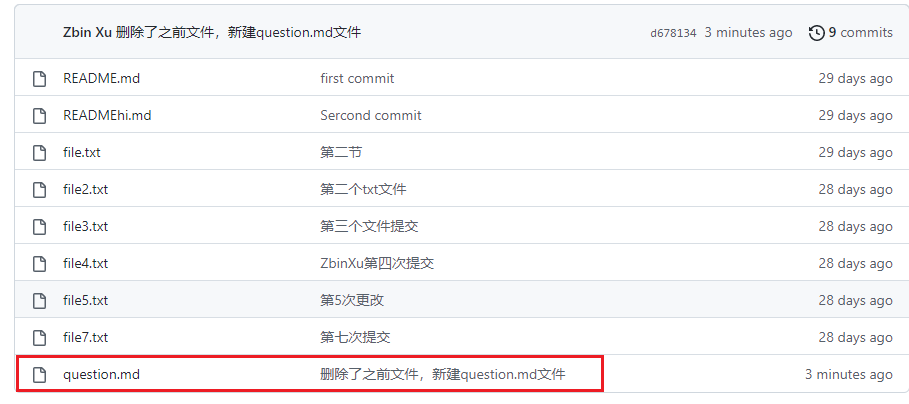 Zbin Xu 删除了之前文件，新建question.md文件 d678134 3 minutes ago 9 commits
README.md first commit 29 days ago
READMEhi.md Sercond commit 29 days ago
file.txt 第二节 29 days ago
file2.txt 第二个txt文件 28 days ago
file3.txt 第三个文件提交 28 days ago
file4.txt ZbinXu第四次提交 28 days ago
file5.txt 第5次更改 28 days ago
file7.txt 第七次提交 28 days ago
question.md 删除了之前文件，新建question.md文件 3 minutes ago